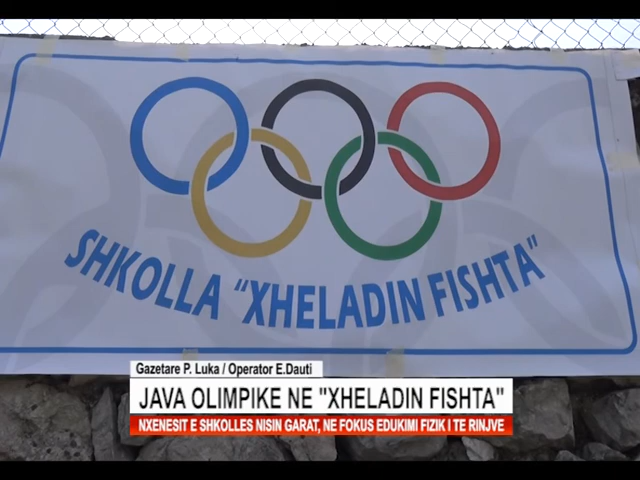 SHKOLLA "XHELADIN FISHTA"
Gazetare P. Luka / Operator E.Dauti
JAVA OLIMPIKE NE "XHELADIN FISHTA"
NXENESIT E SHKOLLES NISIN GARAT, NE FOKUS EDUKIMI FIZIK I TE RINJVE